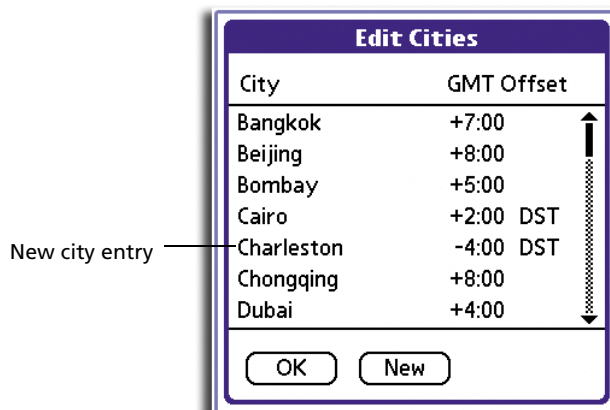 Edit Cities
City GMT Offset
Bangkok +7:00
Beijing +8:00
Bombay +5:00
Cairo +2:00 DST
New city entry Charleston -4:00 DST
Chongqing +8:00
Dubai +4:00
OK New